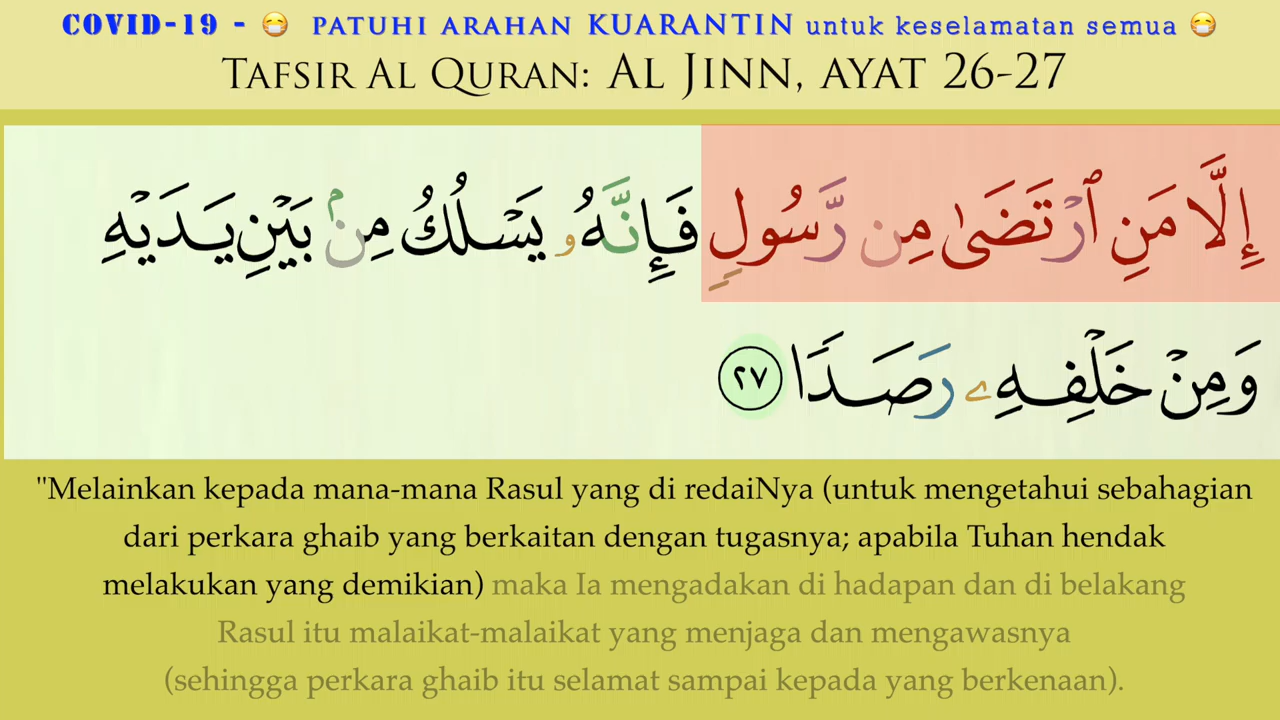 COVID-19 - 😷 PATUHI ARAHAN KUARANTIN untuk keselamatan semua 😷
TAFSIR AL QURAN: AL JINN, AYAT 26-27
إِلَّا مَنِ ٱرْتَضَىٰ مِن رَّسُولٍ فَإِنَّهُۥ يَسْلُكُ مِنۢ بَيْنِ يَدَيْهِ
وَمِنْ خَلْفِهِۦ رَصَدًا ٢٧
"Melainkan kepada mana-mana Rasul yang di redaiNya (untuk mengetahui sebahagian
dari perkara ghaib yang berkaitan dengan tugasnya; apabila Tuhan hendak
melakukan yang demikian) maka Ia mengadakan di hadapan dan di belakang
Rasul itu malaikat-malaikat yang menjaga dan mengawasnya
(sehingga perkara ghaib itu selamat sampai kepada yang berkenaan).